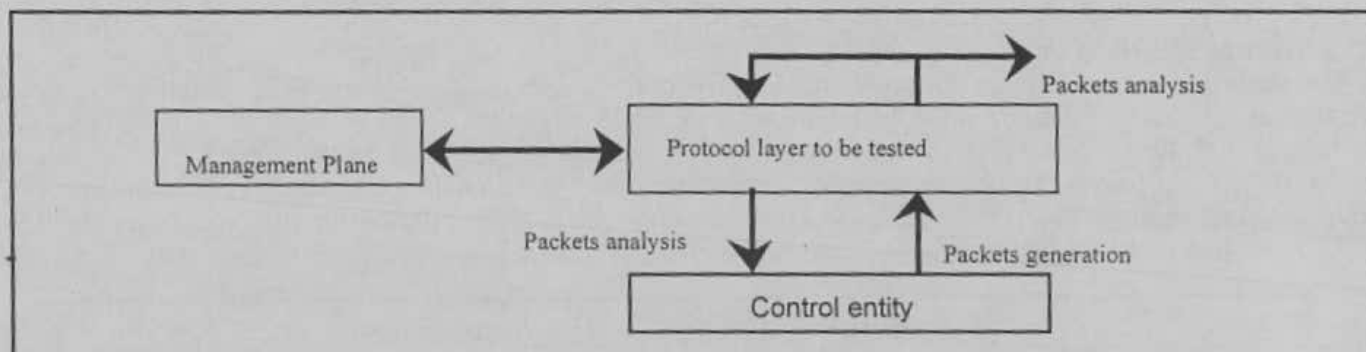 Packets analysis
Management Plane
Protocol layer to be tested
Packets analysis
Packets generation
Control entity